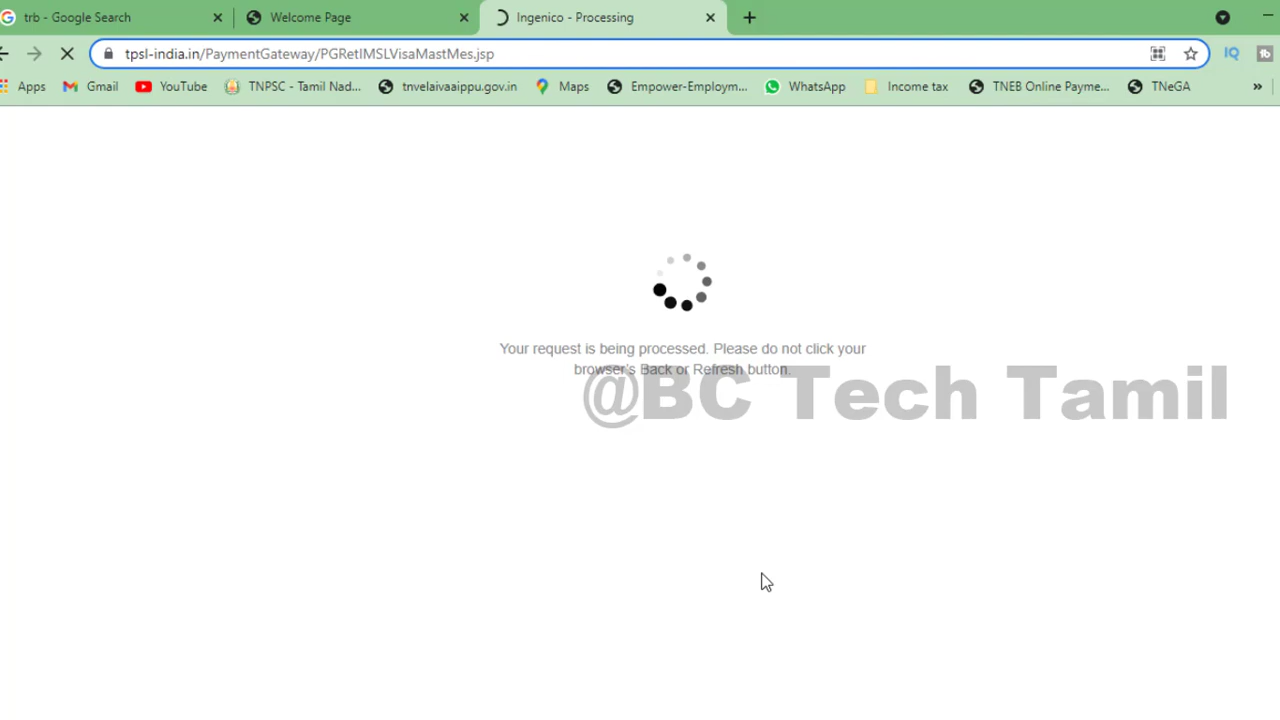 trb - Google Search
Welcome Page
Ingenico - Processing
tpsl-india.in/PaymentGateway/PGRetIMSLVisaMastMes.jsp
Apps
Gmail
YouTube
TNPSC - Tamil Nad...
tnvelaivaaippu.gov.in
Maps
Empower-Employm...
WhatsApp
Income tax
TNEB Online Payme...
TNeGA
Your request is being processed. Please do not click your
browser's Back or Refresh button.
@BC Tech Tamil